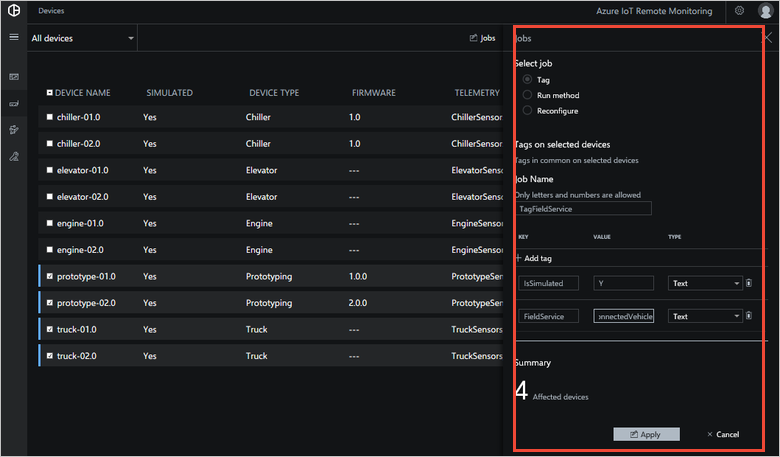 Devices
Azure IoT Remote Monitoring
All devices
Jobs
DEVICE NAME SIMULATED DEVICE TYPE FIRMWARE TELEMETRY
chiller-01.0 Yes Chiller 1.0 ChillerSensor
chiller-02.0 Yes Chiller 1.0 ChillerSensor
elevator-01.0 Yes Elevator --- ElevatorSenso
elevator-02.0 Yes Elevator --- ElevatorSenso
engine-01.0 Yes Engine --- EngineSensor
engine-02.0 Yes Engine --- EngineSensor
prototype-01.0 Yes Prototyping 1.0.0 PrototypeSen
prototype-02.0 Yes Prototyping 2.0.0 PrototypeSen
truck-01.0 Yes Truck --- TruckSensors
truck-02.0 Yes Truck --- TruckSensors
Jobs
Select job
Tag
Run method
Reconfigure
Tags on selected devices
Tags in common on selected devices
Job Name
Only letters and numbers are allowed
TagFieldService
KEY VALUE TYPE
+ Add tag
IsSimulated Y Text
FieldService onnectedVehicle Text
Summary
4 Affected devices
Apply × Cancel